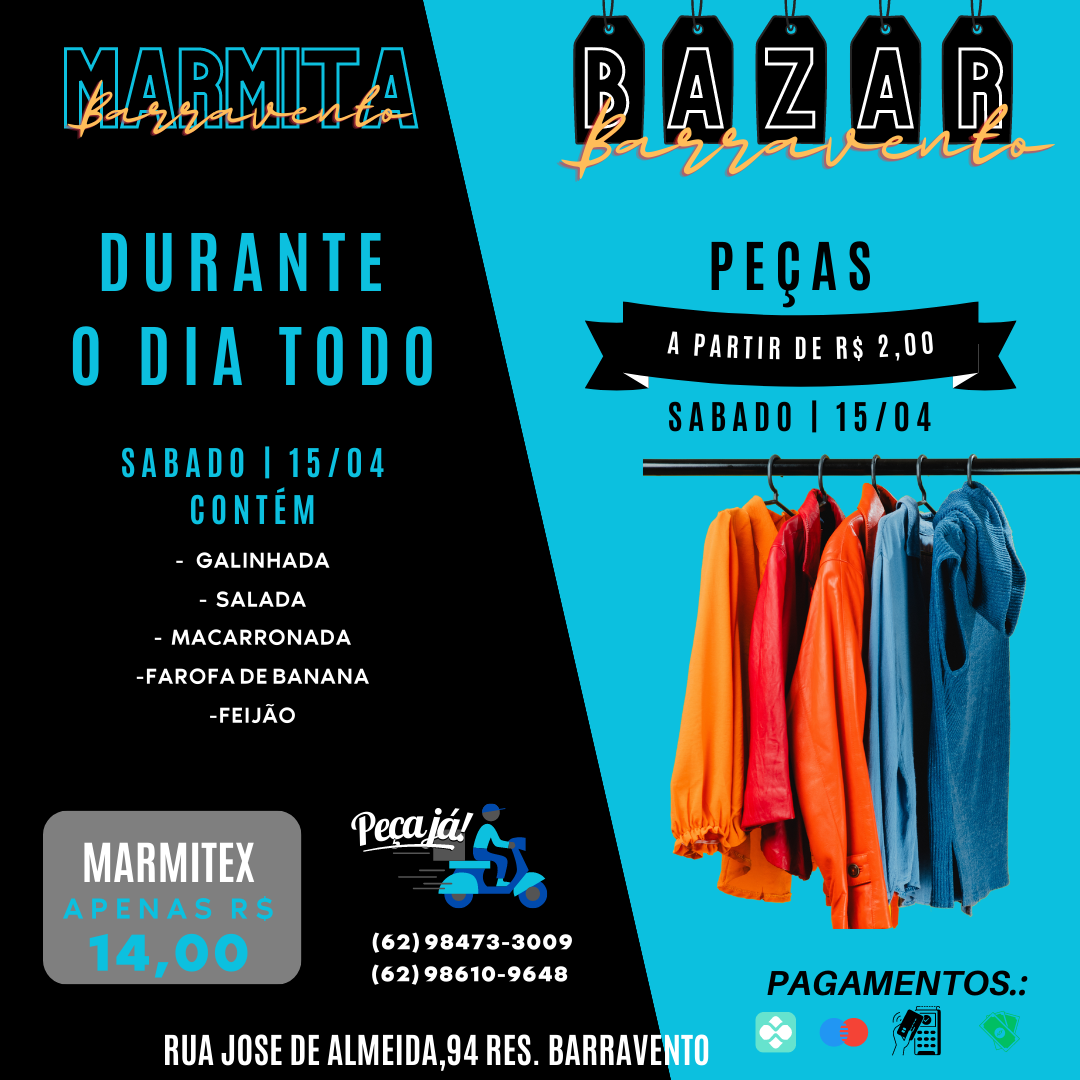 MARMITA
Barravento
DURANTE
O DIA TODO
SABADO | 15/04
CONTÉM
- GALINHADA
- SALADA
- MACARRONADA
-FAROFA DE BANANA
-FEIJÃO
MARMITEX
APENAS R$
14,00
Peça já!
(62) 98473-3009
(62) 98610-9648
BAZAR
Barravento
PEÇAS
A PARTIR DE R$ 2,00
SABADO | 15/04
PAGAMENTOS.:
RUA JOSE DE ALMEIDA,94 RES. BARRAVENTO